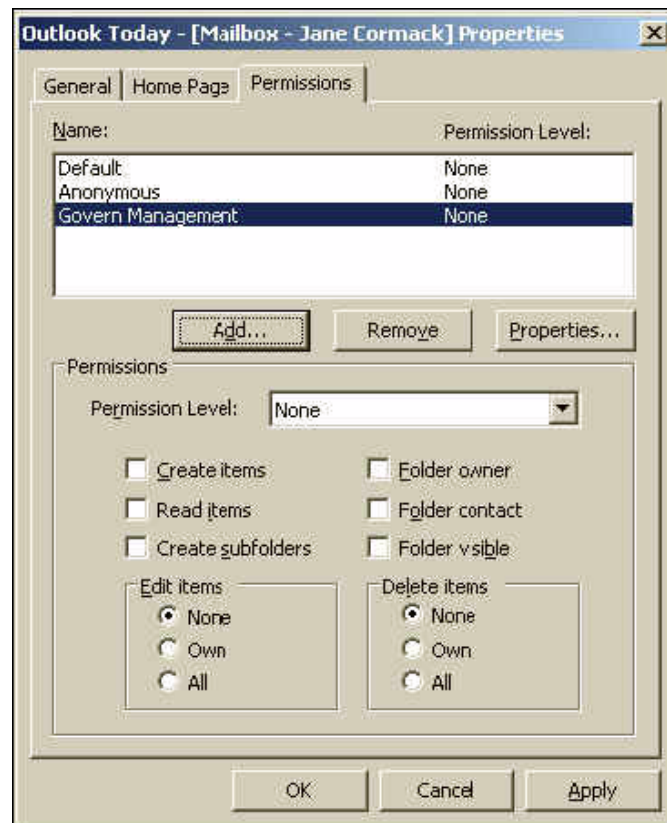 Outlook Today - [Mailbox - Jane Cormack] Properties
General Home Page Permissions
Name: Permission Level:
Default None
Anonymous None
Govern Management None
Add... Remove Properties...
Permissions
Permission Level: None
Create items Folder owner
Read items Folder contact
Create subfolders Folder visible
Edit items Delete items
None None
Own Own
All All
OK Cancel Apply